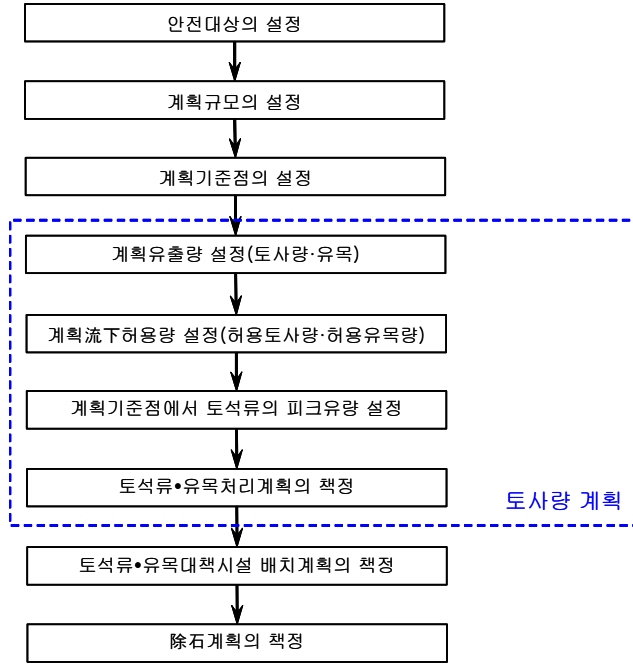 안전대상의 설정
계획규모의 설정
계획기준점의 설정
계획유출량 설정(토사량·유목)
계획流下허용량 설정(허용토사량·허용유목량)
계획기준점에서 토석류의 피크유량 설정
토석류•유목처리계획의 책정
토사량 계획
토석류•유목대책시설 배치계획의 책정
除石계획의 책정